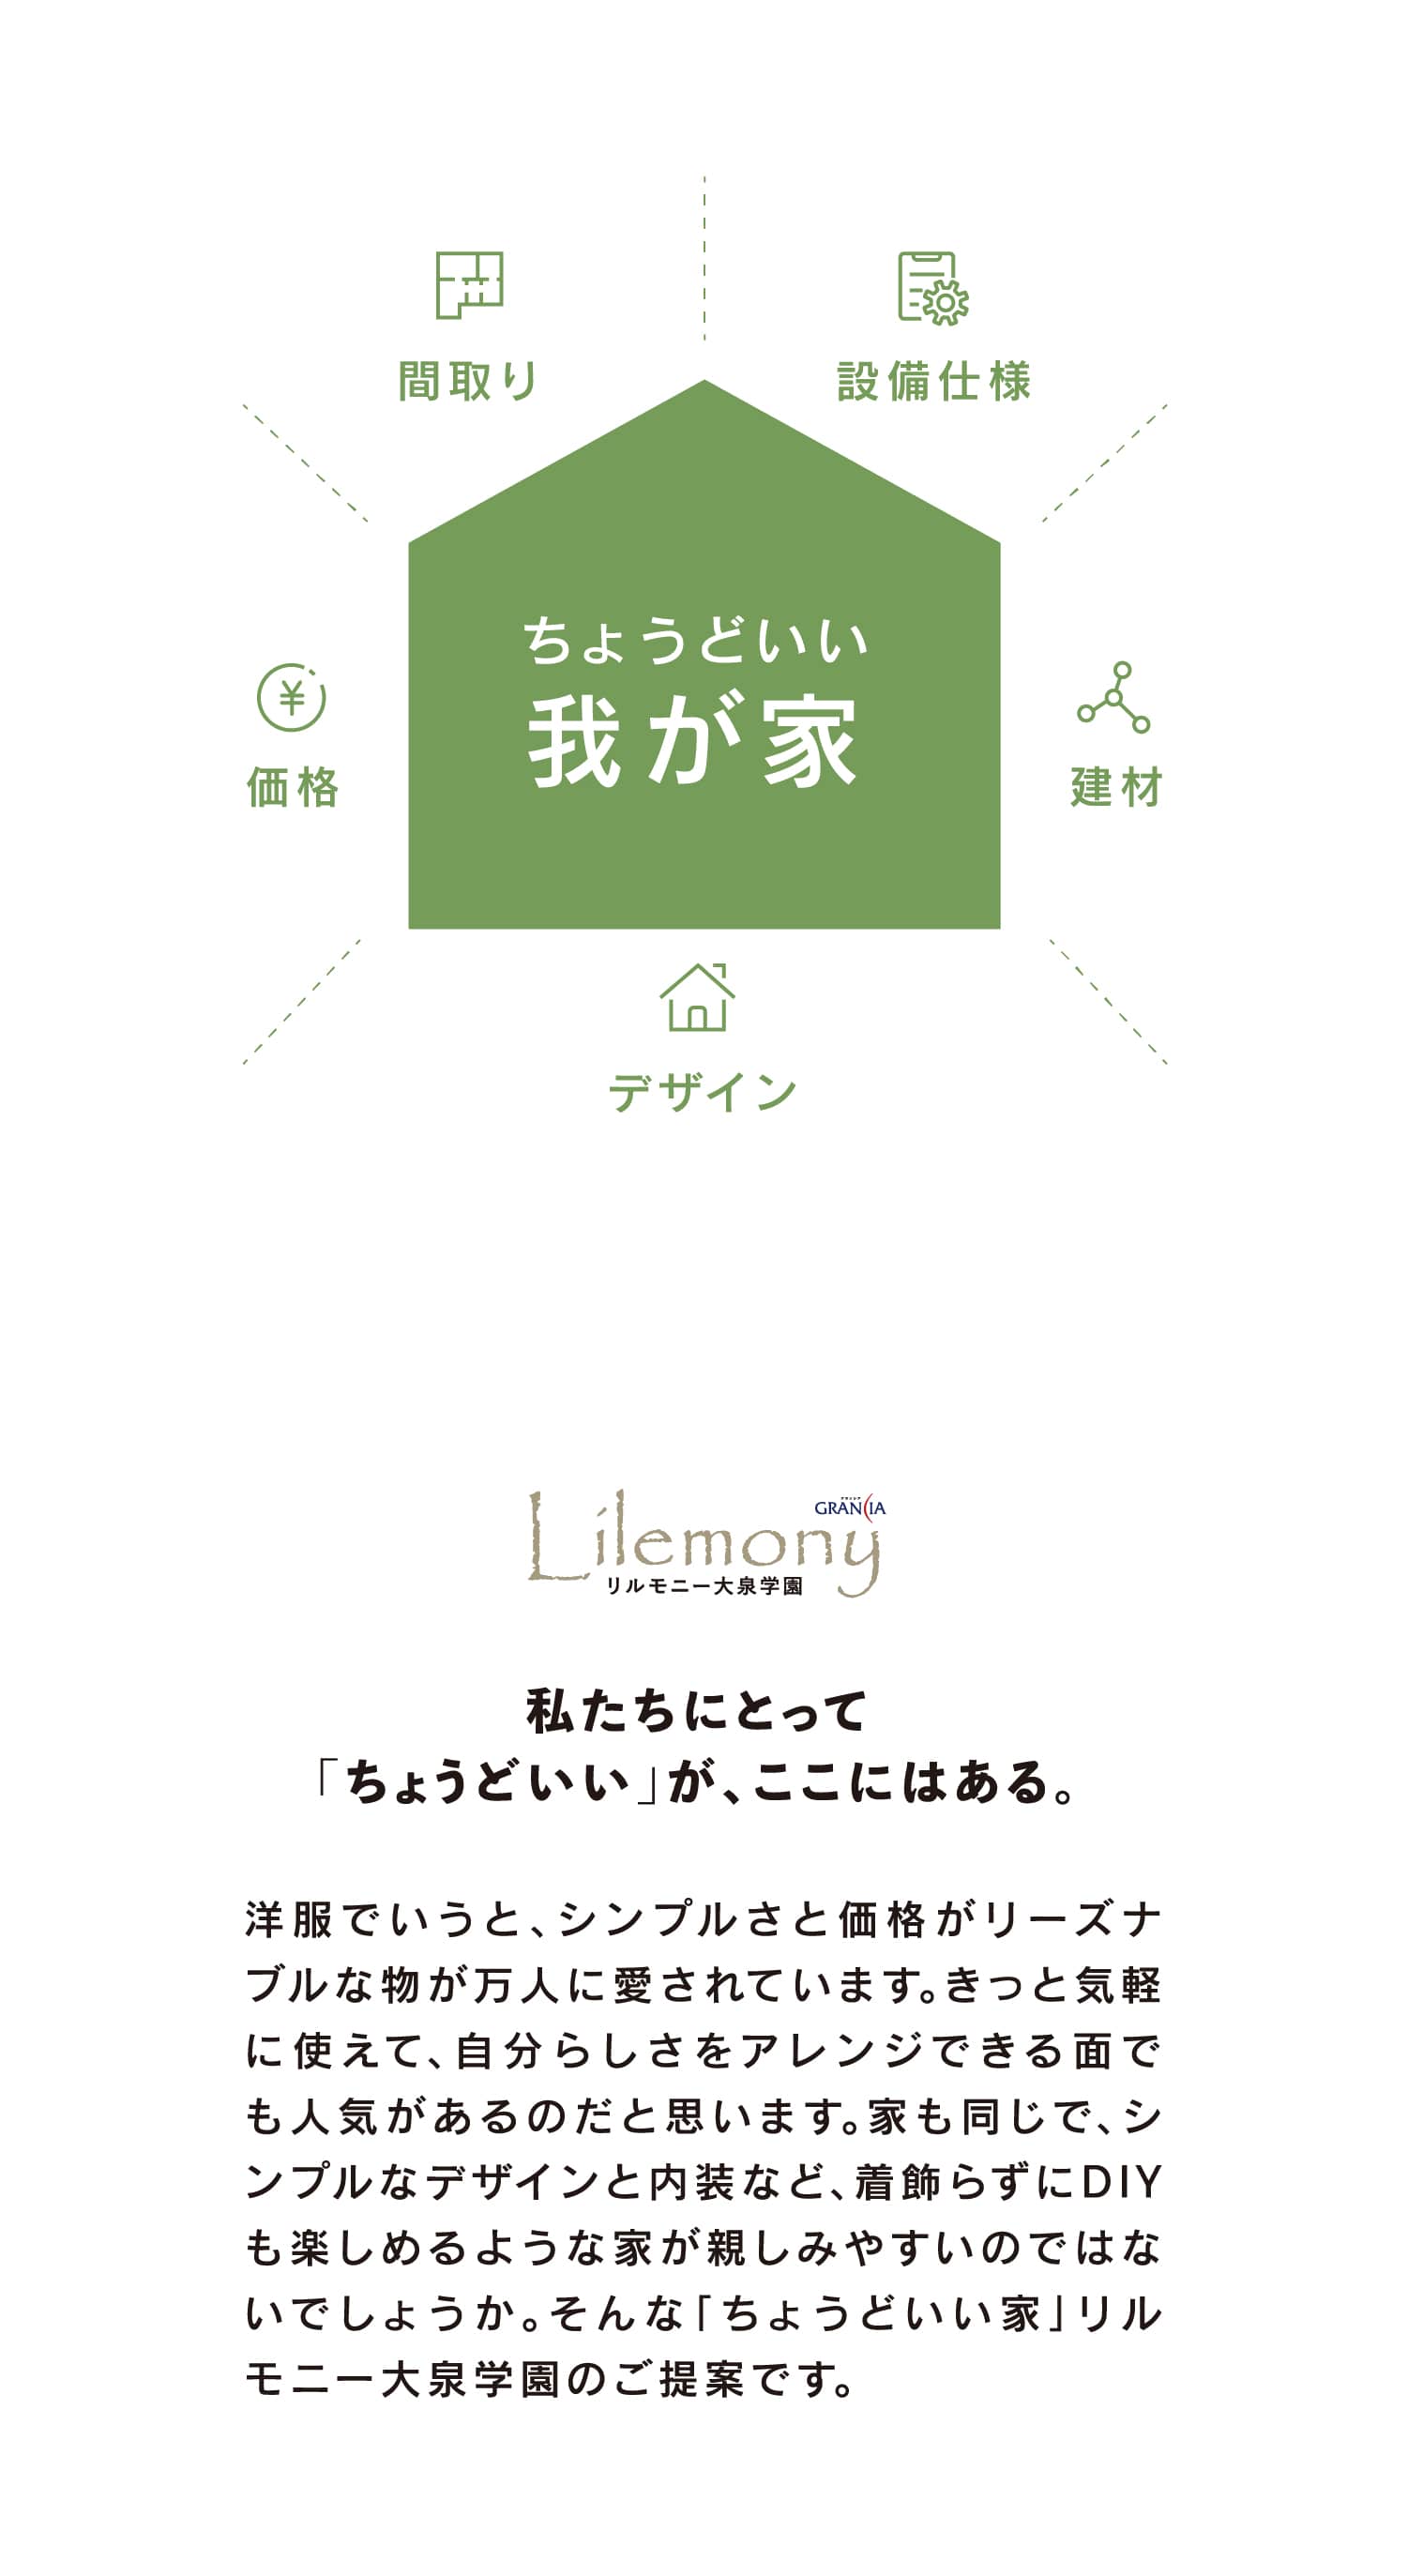 間取り
設備仕様
ちょうどいい
我が家
価格
建材
デザイン
Lilemony
GRANCIA
リルモニー大泉学園
私たちにとって
「ちょうどいい」が、ここにはある。
洋服でいうと、シンプルさと価格がリーズナ
ブルな物が万人に愛されています。きっと気軽
に使えて、自分らしさをアレンジできる面で
も人気があるのだと思います。家も同じで、シ
ンプルなデザインと内装など、着飾らずにDIY
も楽しめるような家が親しみやすいのではな
いでしょうか。そんな「ちょうどいい家」リル
モニー大泉学園のご提案です。